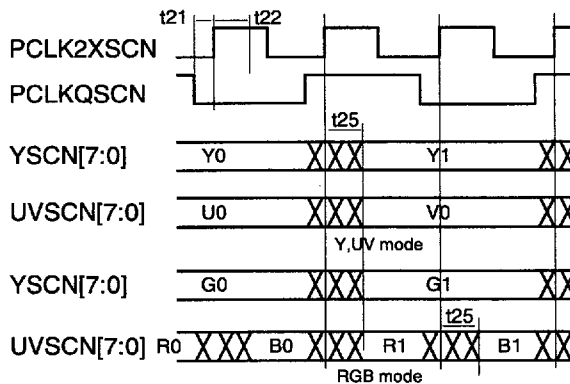 t21 t22
PCLK2XSCN
PCLKQSCN
t25
YSCN[7:0] Y0 Y1
UVSCN[7:0] U0 V0
Y,UV mode
YSCN[7:0] G0 G1
t25
UVSCN[7:0] R0 B0 R1 B1
RGB mode